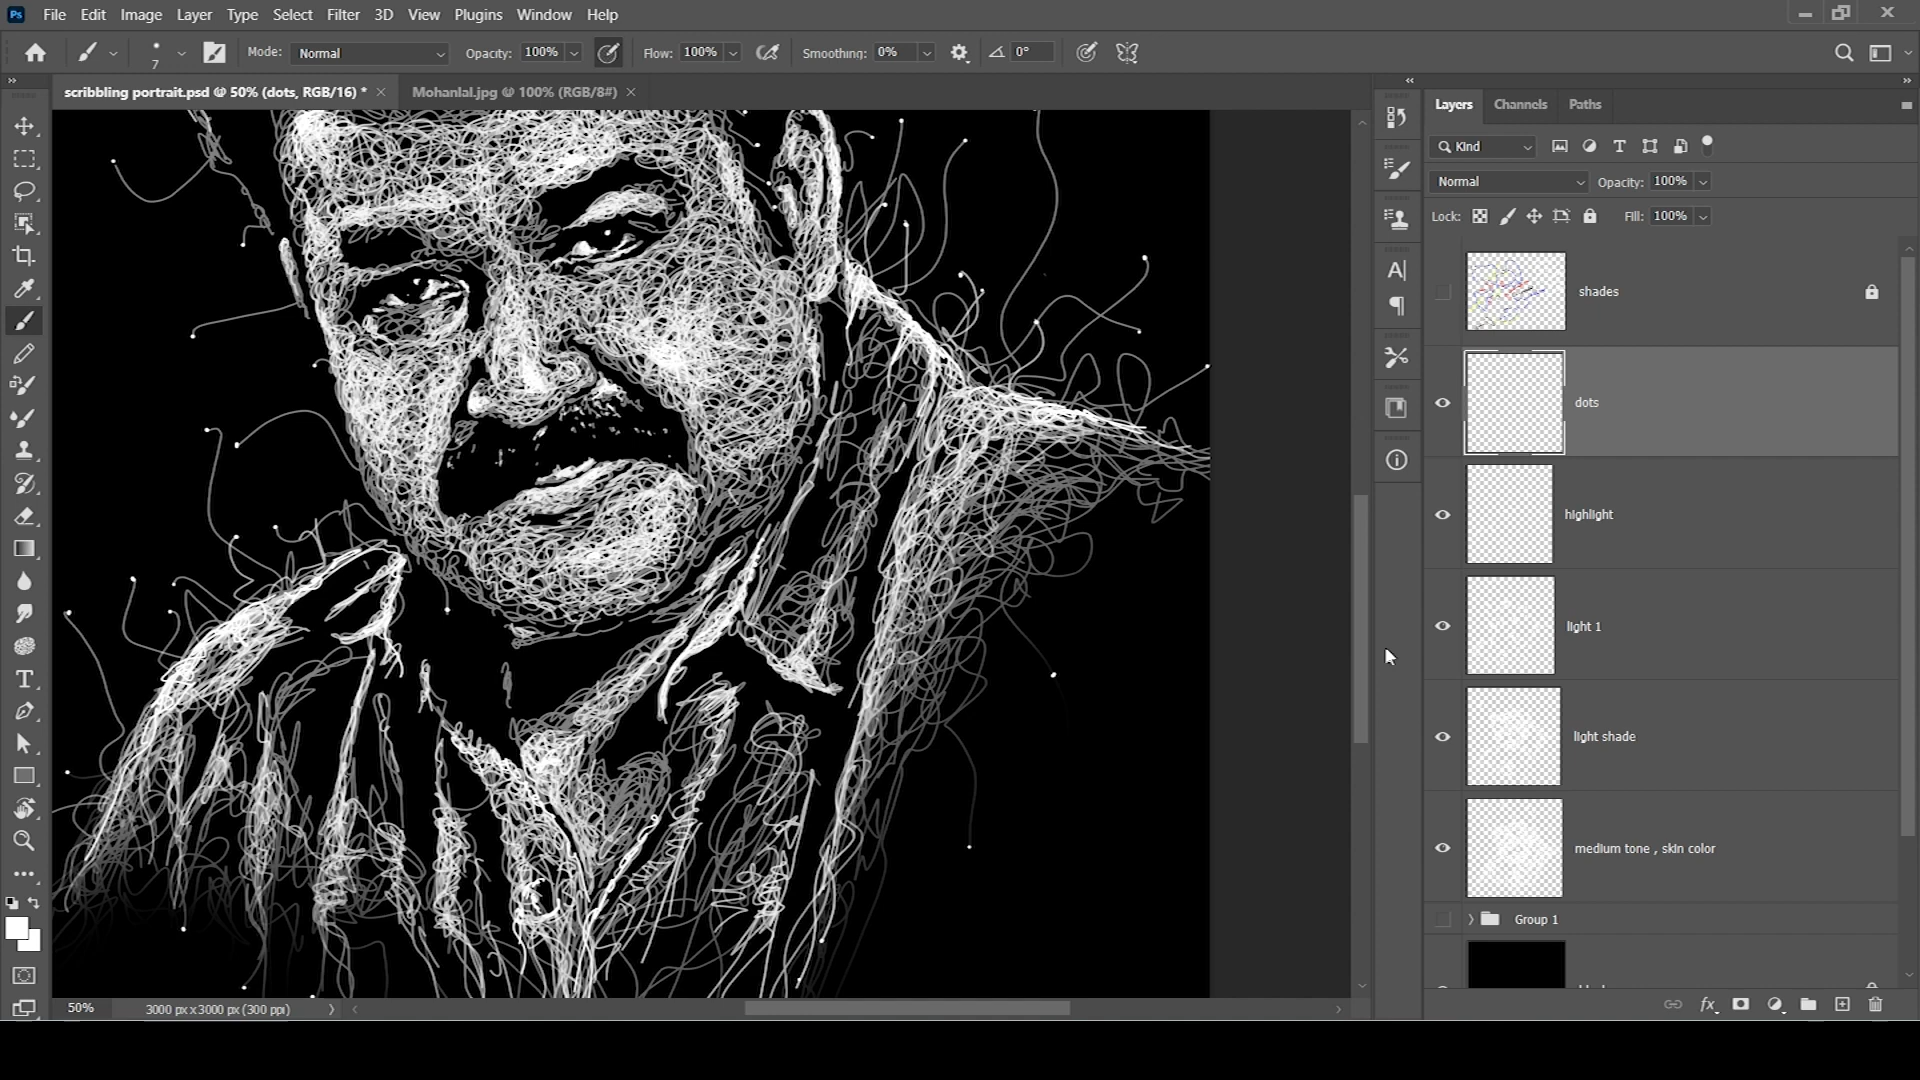 Ps File Edit Image Layer Type Select Filter 3D View Plugins Window Help
7 Mode: Normal Opacity: 100% Flow: 100% Smoothing: 0% 0°
scribbling portrait.psd @ 50% (dots, RGB/16) * Mohanlal.jpg @ 100% (RGB/8#)
Layers Channels Paths
Kind
Normal Opacity: 100%
Lock: Fill: 100%
shades
dots
highlight
light 1
light shade
medium tone , skin color
Group 1
50% 3000 px x 3000 px (300 ppi)